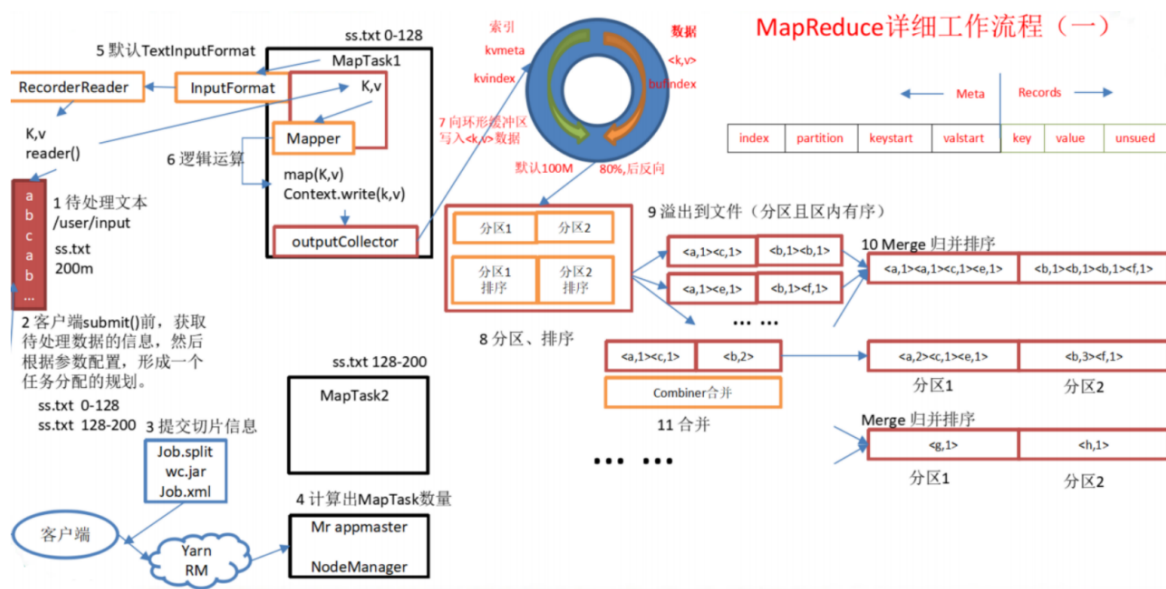 MapReduce详细工作流程（一）
ss.txt 0-128
5 默认TextInputFormat
MapTask1
RecorderReader
InputFormat
K,v
Mapper
K,v
reader()
6 逻辑运算
map(K,v)
Context.write(k,v)
outputCollector
1 待处理文本
/user/input
ss.txt
200m
a
b
c
a
b
...
2 客户端submit()前，获取
待处理数据的信息，然后
根据参数配置，形成一个
任务分配的规划。
ss.txt 0-128
ss.txt 128-200
3 提交切片信息
Job.split
wc.jar
Job.xml
客户端
Yarn
RM
4 计算出MapTask数量
Mr appmaster
NodeManager
ss.txt 128-200
MapTask2
索引
kvmeta
kvindex
数据
<k,v>
bufindex
7 向环形缓冲区
写入<k,v>数据
默认100M
80%,后反向
Meta
Records
index
partition
keystart
valstart
key
value
unsued
分区1
分区2
分区1
排序
分区2
排序
8 分区、排序
9 溢出到文件（分区且区内有序）
<a,1><c,1>
<b,1><b,1>
<a,1><e,1>
<b,1><f,1>
... ...
10 Merge 归并排序
<a,1><a,1><c,1><e,1>
<b,1><b,1><b,1><f,1>
<a,1><c,1>
<b,2>
Combiner合并
11 合并
<a,2><c,1><e,1>
<b,3><f,1>
分区1
分区2
... ...
Merge 归并排序
<g,1>
<h,1>
分区1
分区2